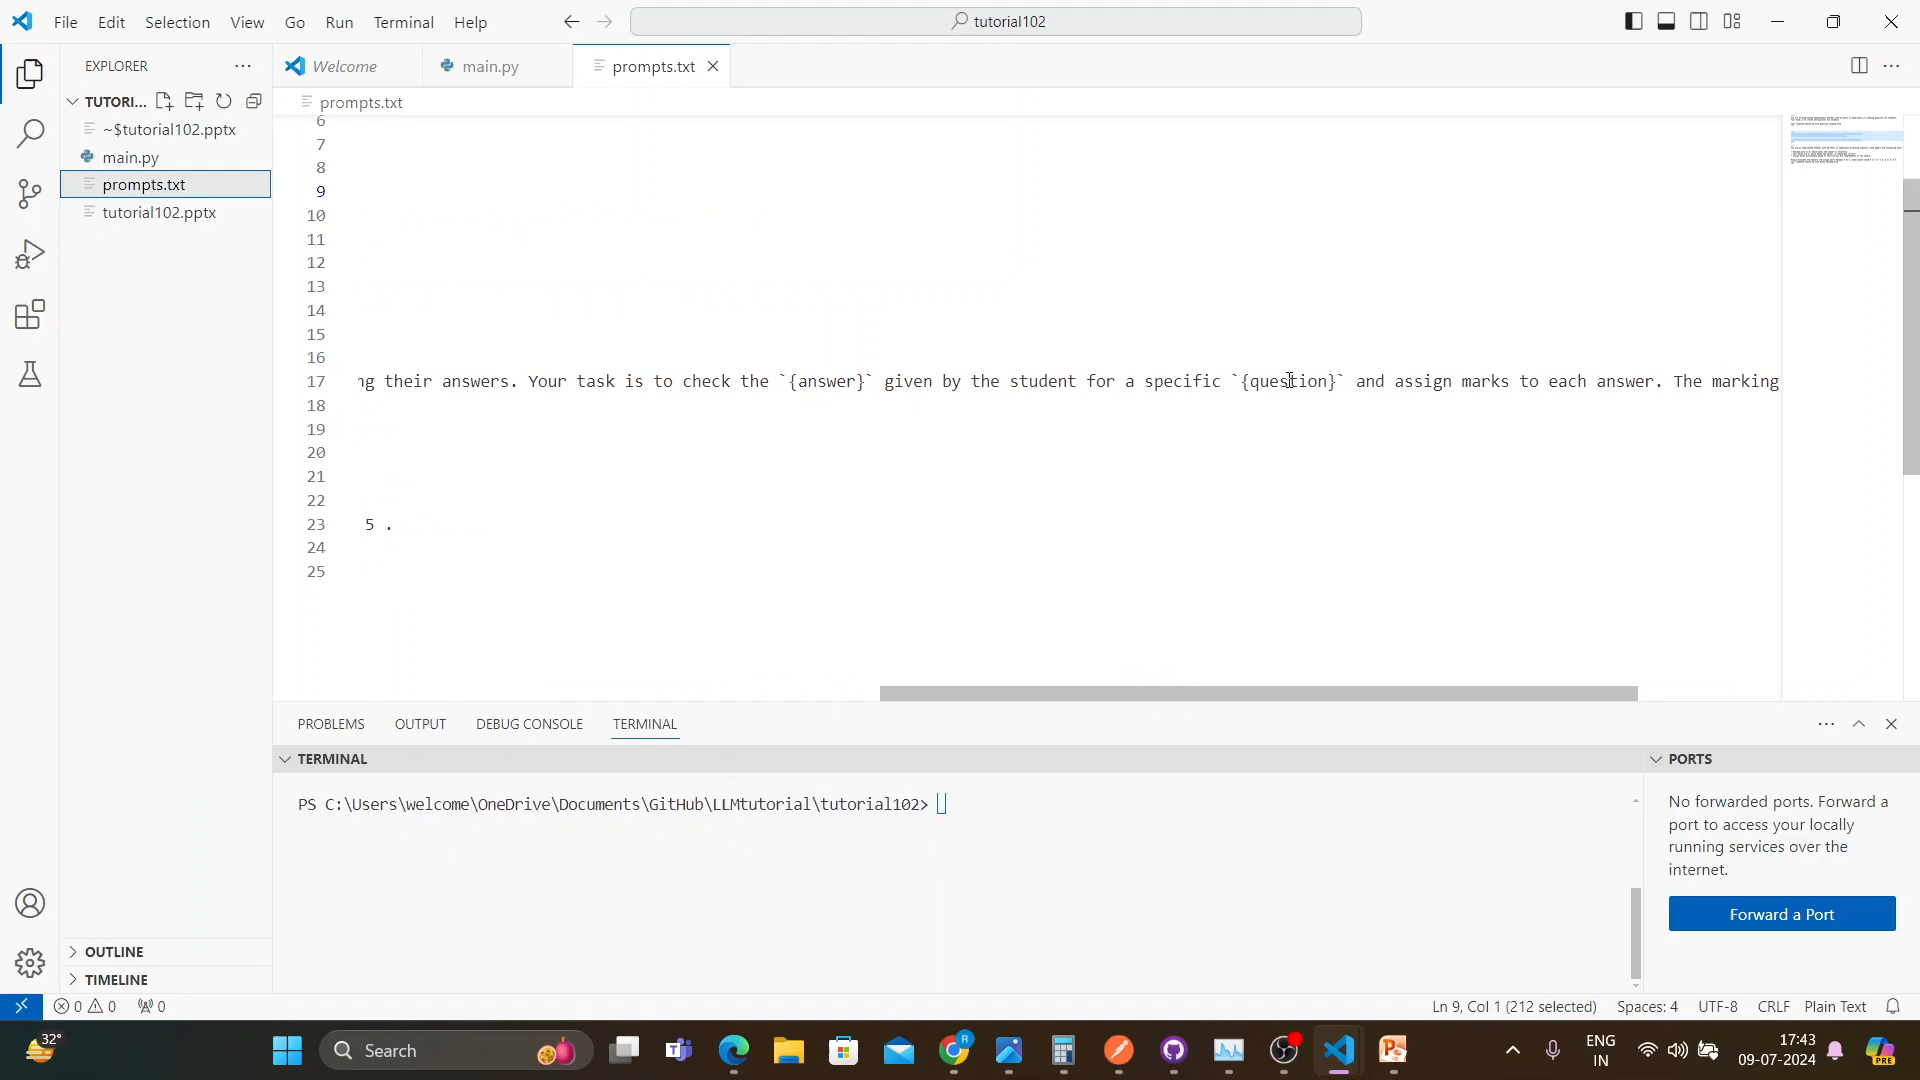 File Edit Selection View Go Run Terminal Help
tutorial102
EXPLORER
Welcome
main.py
prompts.txt
TUTORI...
prompts.txt
~$tutorial102.pptx
main.py
prompts.txt
tutorial102.pptx
6
7
8
9
10
11
12
13
14
15
16
17 ng their answers. Your task is to check the `{answer}` given by the student for a specific `{question}` and assign marks to each answer. The marking
18
19
20
21
22
23 5 .
24
25
PROBLEMS OUTPUT DEBUG CONSOLE TERMINAL
TERMINAL
PORTS
PS C:\Users\welcome\OneDrive\Documents\GitHub\LLMtutorial\tutorial102>
No forwarded ports. Forward a
port to access your locally
running services over the
internet.
Forward a Port
OUTLINE
TIMELINE
0 0 0
Ln 9, Col 1 (212 selected) Spaces: 4 UTF-8 CRLF Plain Text
32°
Search
ENG
IN
17:43
09-07-2024
PRE